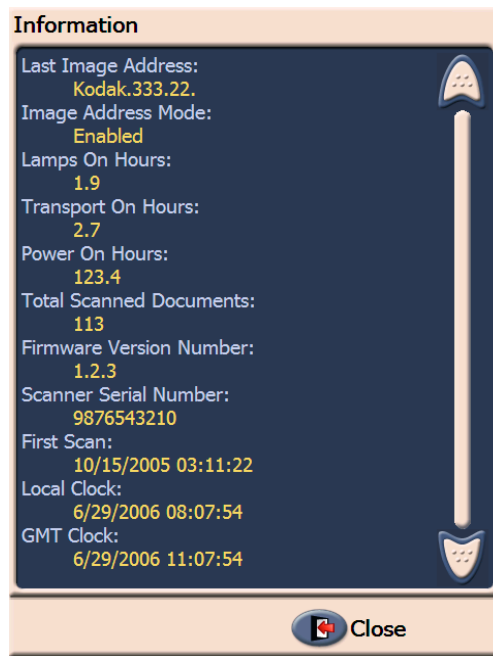 Information
Last Image Address:
Kodak.333.22.
Image Address Mode:
Enabled
Lamps On Hours:
1.9
Transport On Hours:
2.7
Power On Hours:
123.4
Total Scanned Documents:
113
Firmware Version Number:
1.2.3
Scanner Serial Number:
9876543210
First Scan:
10/15/2005 03:11:22
Local Clock:
6/29/2006 08:07:54
GMT Clock:
6/29/2006 11:07:54
Close